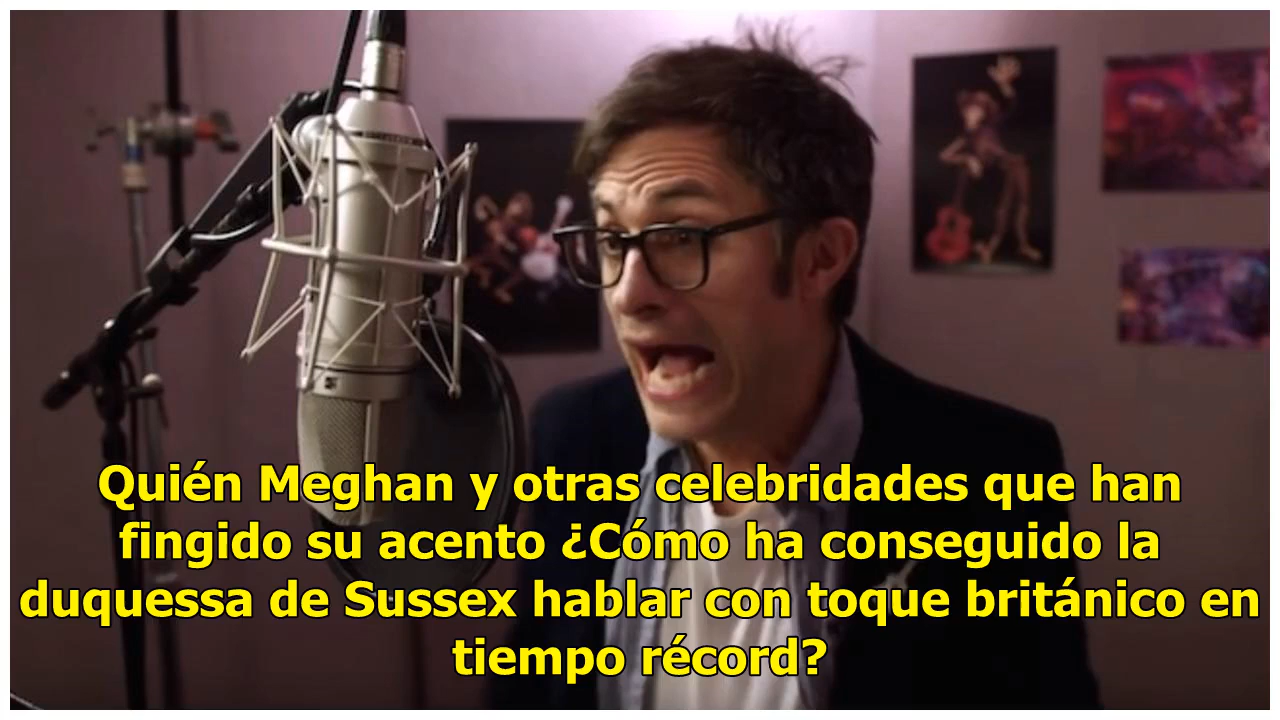 Quién Meghan y otras celebridades que han
fingido su acento ¿Cómo ha conseguido la
duquessa de Sussex hablar con toque británico en
tiempo récord?